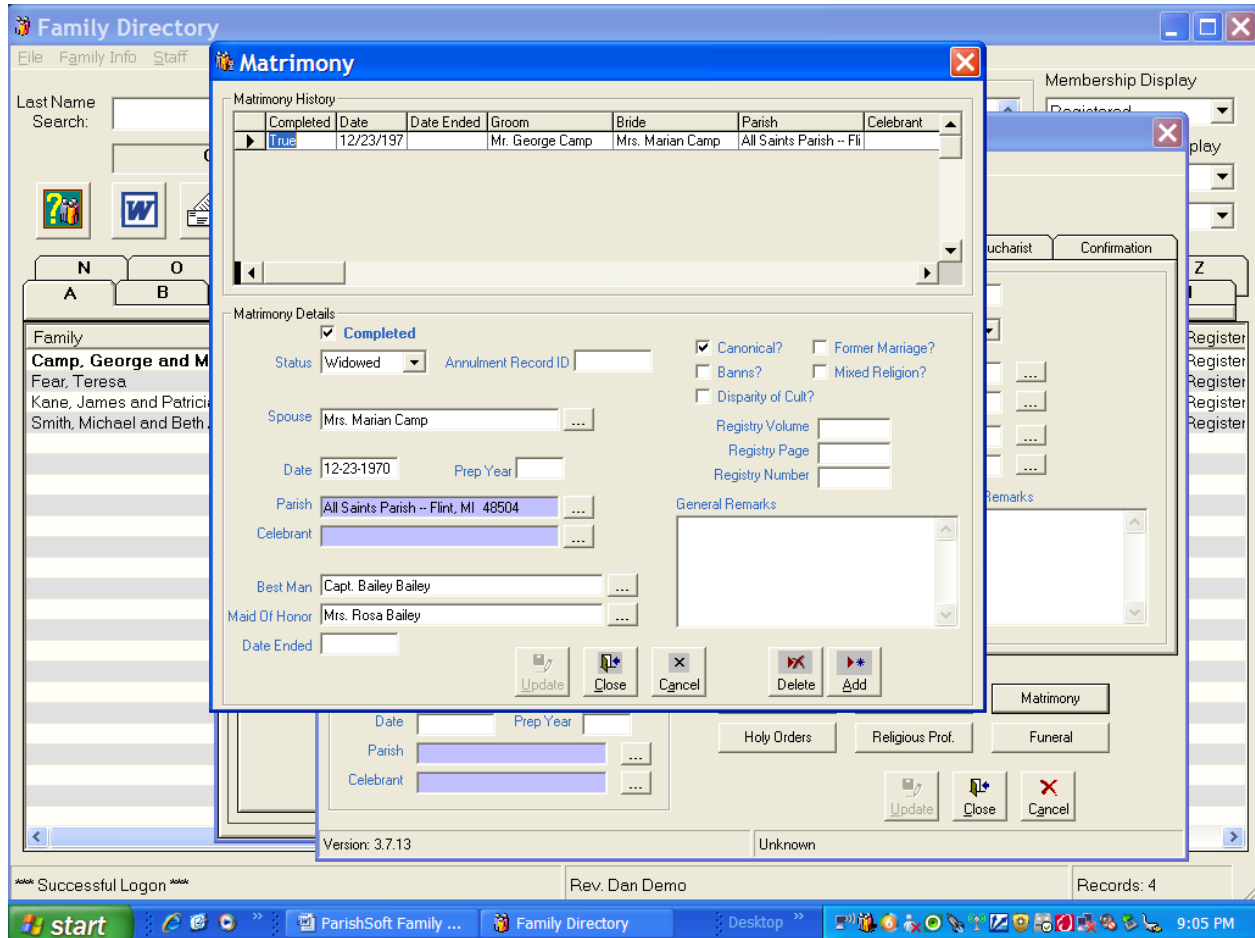 Family Directory
File Family Info Staff
Last Name
Search:
Membership Display
Registered
play
N O Z
A B
Family
Register
Camp, George and M
Register
Fear, Teresa
Register
Kane, James and Patrici
Register
Smith, Michael and Beth
Register
Matrimony
Matrimony History
Completed Date Date Ended Groom Bride Parish Celebrant
True 12/23/197 Mr. George Camp Mrs. Marian Camp All Saints Parish -- Fli
Matrimony Details
Completed
Status Widowed Annulment Record ID
Canonical? Former Marriage?
Banns? Mixed Religion?
Disparity of Cult?
Spouse Mrs. Marian Camp ...
Registry Volume
Registry Page
Registry Number
Date 12-23-1970 Prep Year
Parish All Saints Parish -- Flint, MI 48504 ...
General Remarks
Celebrant ...
Best Man Capt. Bailey Bailey ...
Maid Of Honor Mrs. Rosa Bailey ...
Date Ended
Update Close Cancel Delete Add
ucharist Confirmation
...
...
...
...
Remarks
Date Prep Year
Parish ...
Celebrant ...
Matrimony
Holy Orders Religious Prof. Funeral
Update Close Cancel
Version: 3.7.13 Unknown
*** Successful Logon *** Rev. Dan Demo Records: 4
start ParishSoft Family ... Family Directory Desktop 9:05 PM